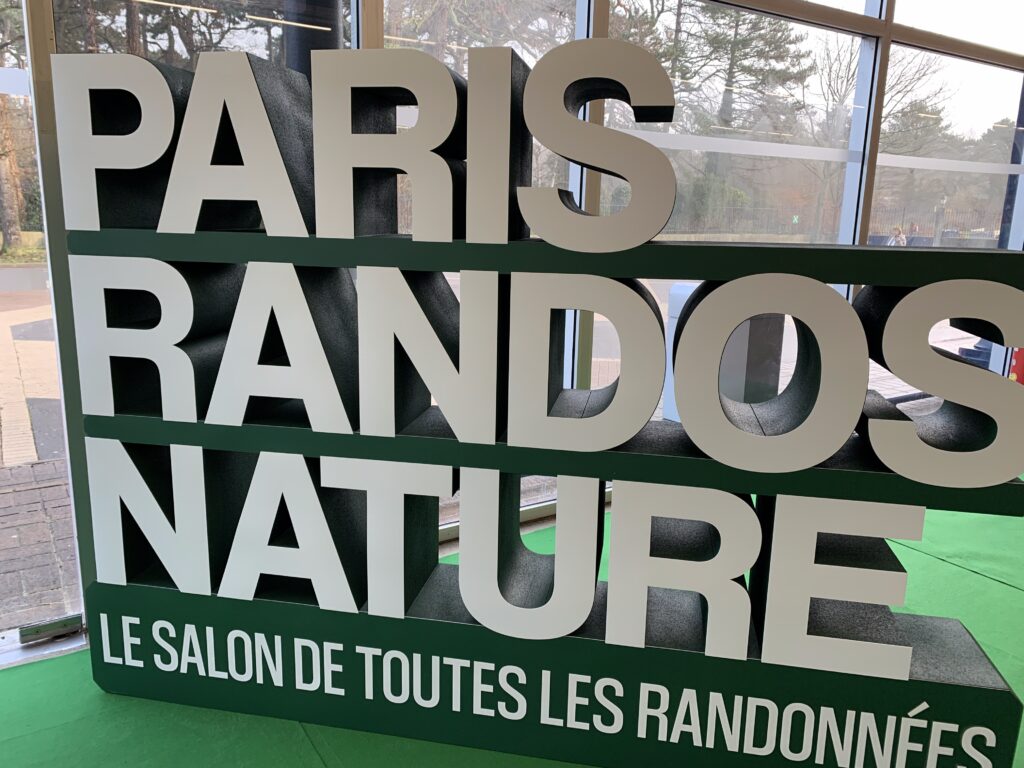 PARIS
RANDOS
NATURE
LE SALON DE TOUTES LES RANDONNÉES